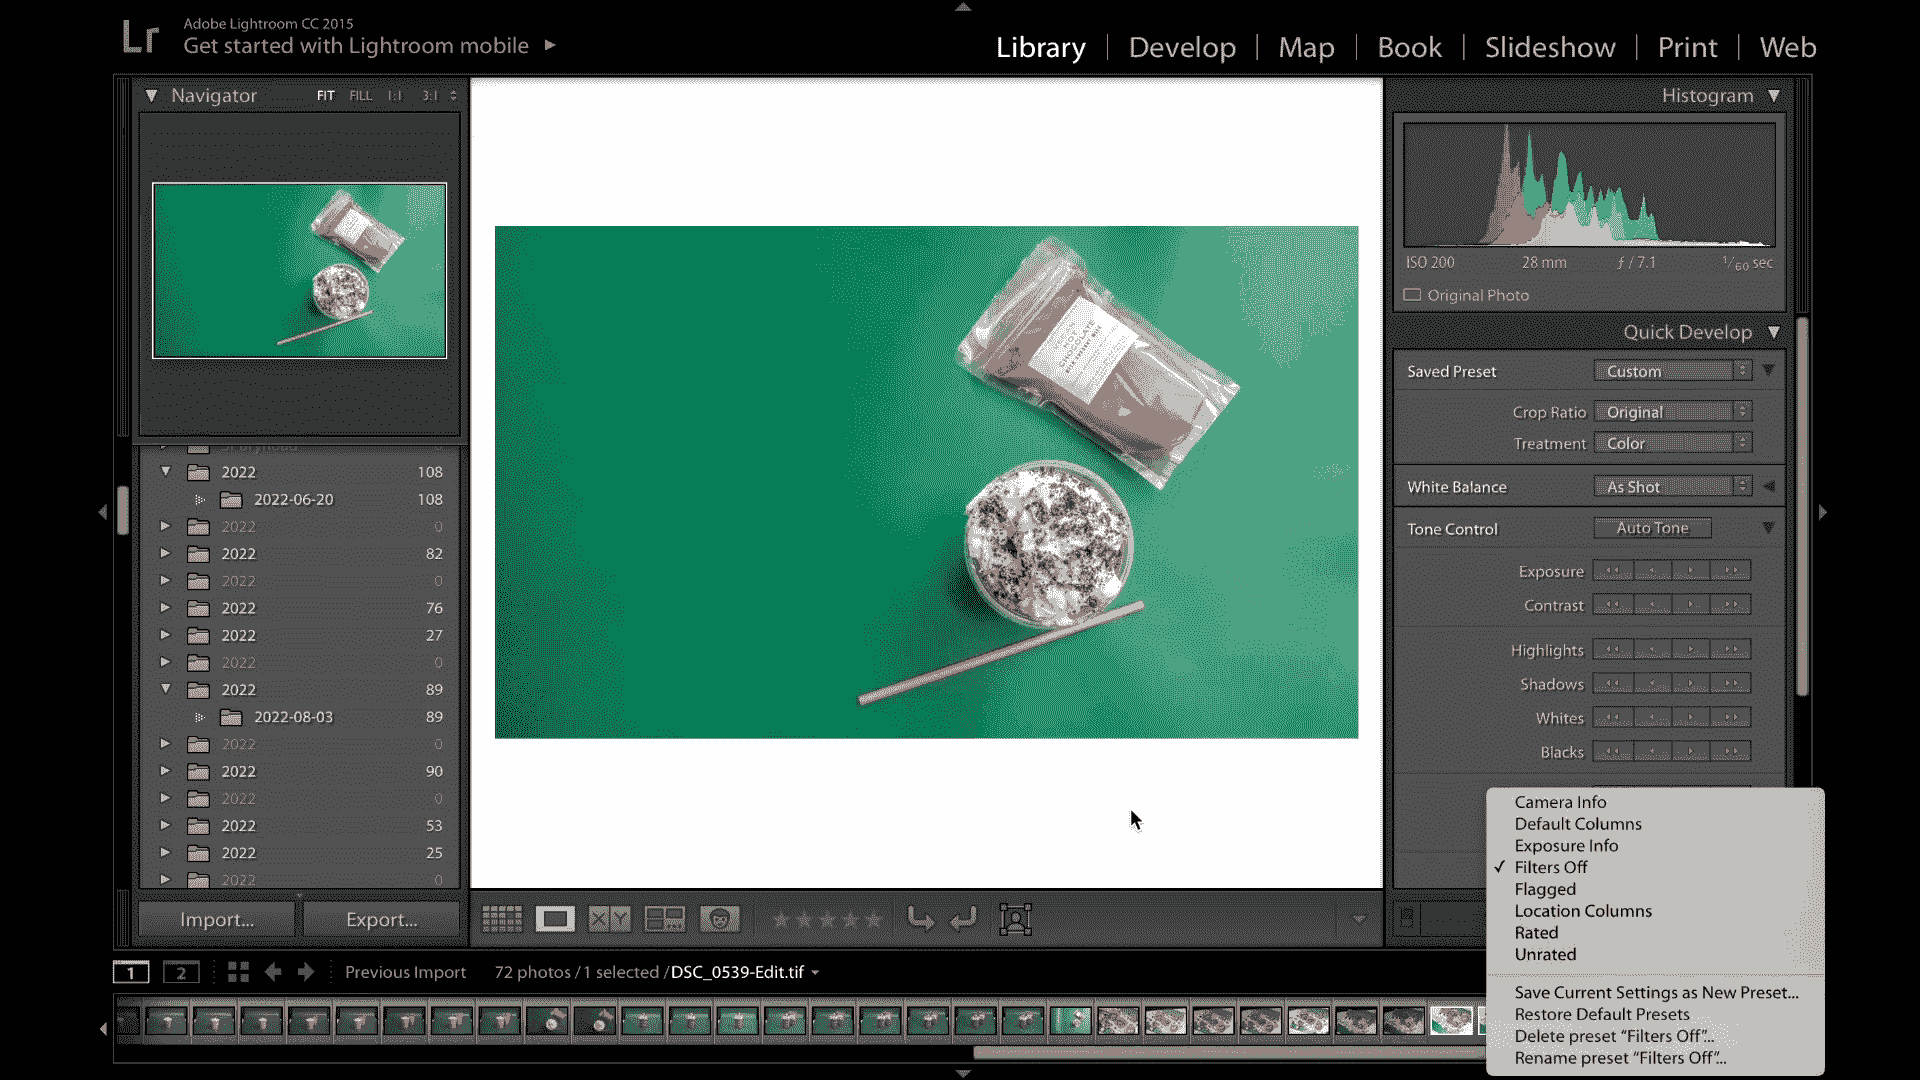 Lr
Adobe Lightroom CC 2015
Get started with Lightroom mobile
Library
Develop
Map
Book
Slideshow
Print
Web
Navigator
FIT
FILL
1:1
3:1
2022 108
2022-06-20 108
2022 0
2022 82
2022 0
2022 76
2022 27
2022 0
2022 89
2022-08-03 89
2022 0
2022 90
2022 0
2022 53
2022 25
2022 0
Import...
Export...
HOT
CHOCOLATE
XY
Histogram
ISO 200
28 mm
ƒ / 7.1
1/60 sec
Original Photo
Quick Develop
Saved Preset Custom
Crop Ratio Original
Treatment Color
White Balance As Shot
Tone Control Auto Tone
Exposure
Contrast
Highlights
Shadows
Whites
Blacks
Camera Info
Default Columns
Exposure Info
✓ Filters Off
Flagged
Location Columns
Rated
Unrated
Save Current Settings as New Preset...
Restore Default Presets
Delete preset “Filters Off”...
Rename preset “Filters Off”...
1
2
Previous Import
72 photos / 1 selected / DSC_0539-Edit.tif